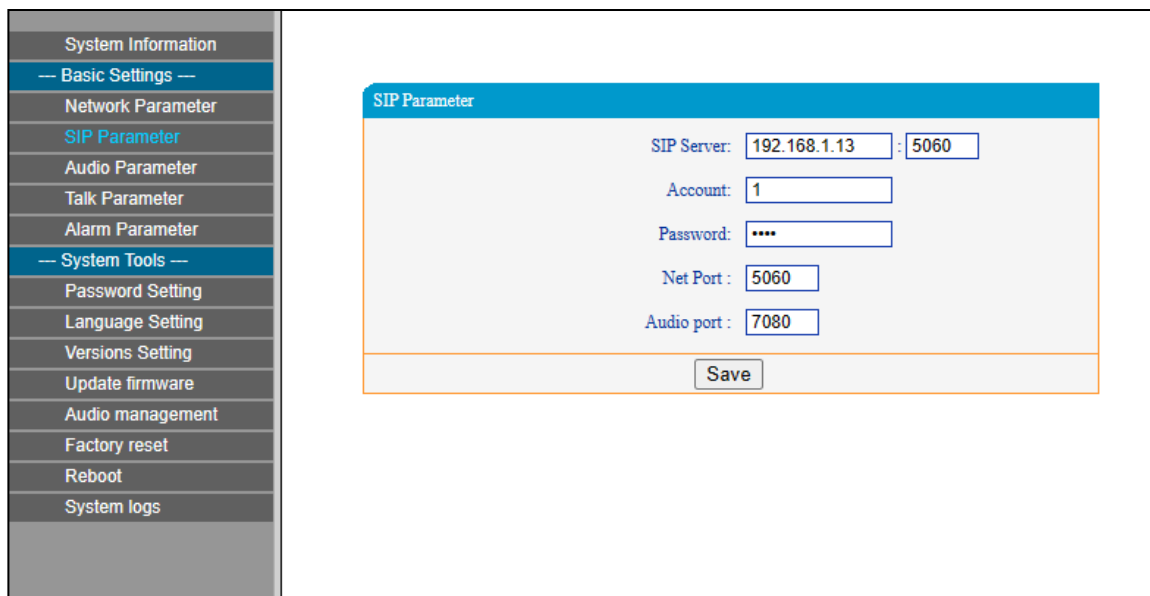 System Information
--- Basic Settings ---
Network Parameter
SIP Parameter
Audio Parameter
Talk Parameter
Alarm Parameter
--- System Tools ---
Password Setting
Language Setting
Versions Setting
Update firmware
Audio management
Factory reset
Reboot
System logs
SIP Parameter
SIP Server: 192.168.1.13 : 5060
Account: 1
Password: ••••
Net Port : 5060
Audio port : 7080
Save